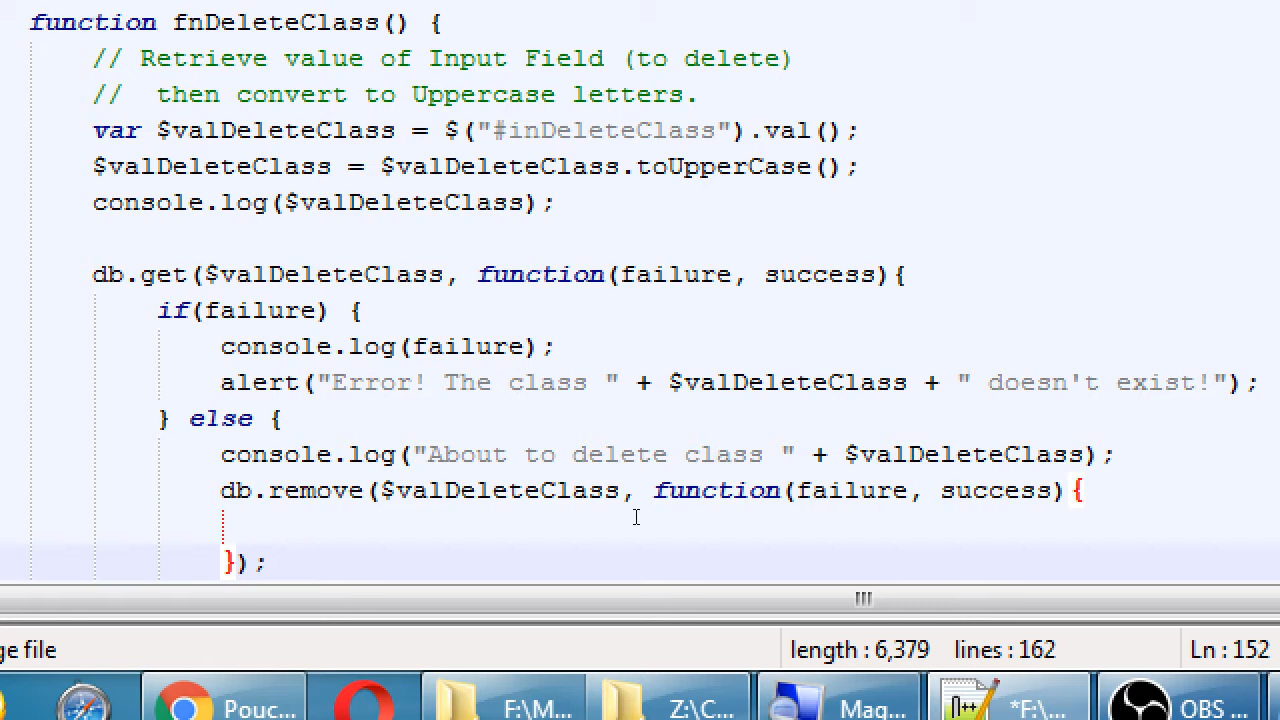 function fnDeleteClass() {
// Retrieve value of Input Field (to delete)
//  then convert to Uppercase letters.
var $valDeleteClass = $("#inDeleteClass").val();
$valDeleteClass = $valDeleteClass.toUpperCase();
console.log($valDeleteClass);
db.get($valDeleteClass, function(failure, success){
if(failure) {
console.log(failure);
alert("Error! The class " + $valDeleteClass + " doesn't exist!");
} else {
console.log("About to delete class " + $valDeleteClass);
db.remove($valDeleteClass, function(failure, success){
});
ge file length : 6,379 lines : 162 Ln : 152
Pouc... F:\M... Z:\C... Mag... *F:\... OBS ...